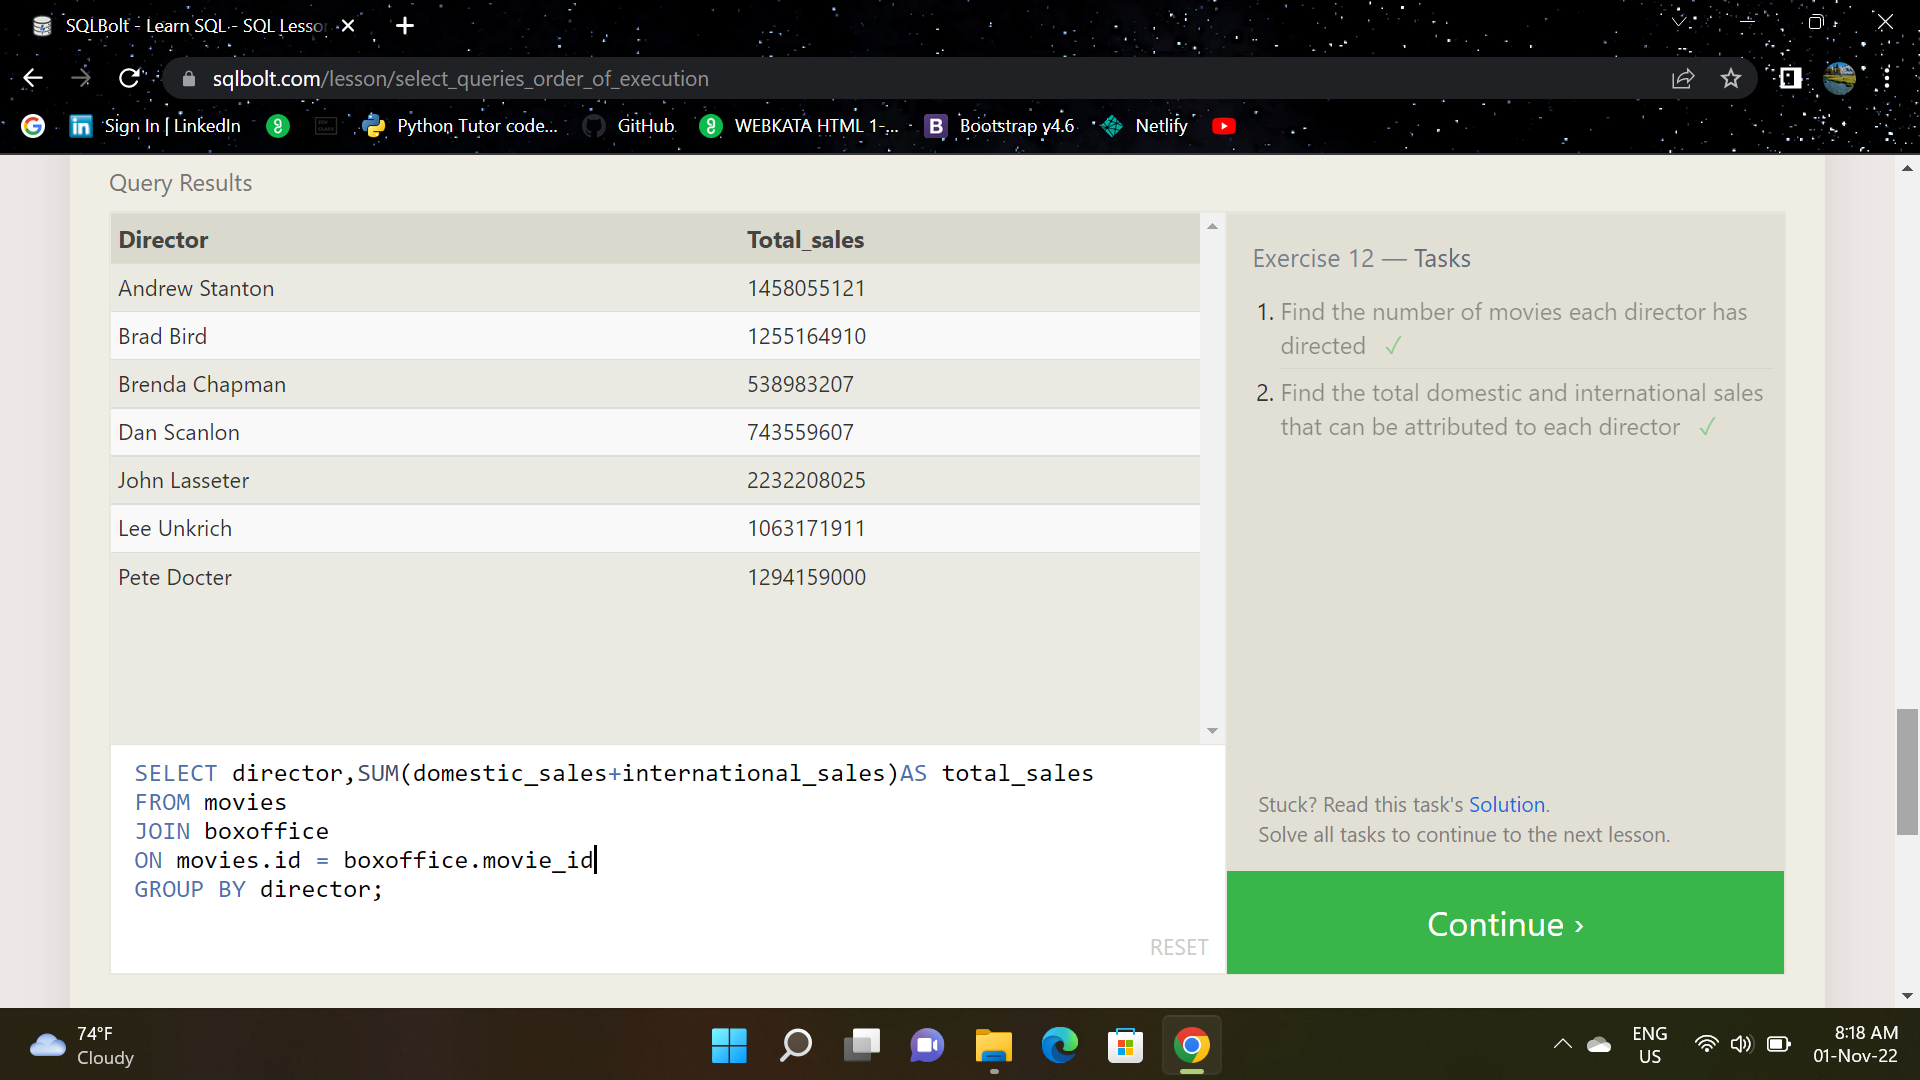 SQLBolt - Learn SQL - SQL Lesso
sqlbolt.com/lesson/select_queries_order_of_execution
Sign In | LinkedIn
Python Tutor code...
GitHub
WEBKATA HTML 1-...
B
Bootstrap v4.6
Netlify
Query Results
Director Total_sales
Andrew Stanton 1458055121
Brad Bird 1255164910
Brenda Chapman 538983207
Dan Scanlon 743559607
John Lasseter 2232208025
Lee Unkrich 1063171911
Pete Docter 1294159000
Exercise 12 — Tasks
1. Find the number of movies each director has
directed ✓
2. Find the total domestic and international sales
that can be attributed to each director ✓
SELECT director,SUM(domestic_sales+international_sales)AS total_sales
FROM movies
JOIN boxoffice
ON movies.id = boxoffice.movie_id
GROUP BY director;
RESET
Stuck? Read this task's Solution.
Solve all tasks to continue to the next lesson.
Continue ›
74°F
Cloudy
ENG
US
8:18 AM
01-Nov-22